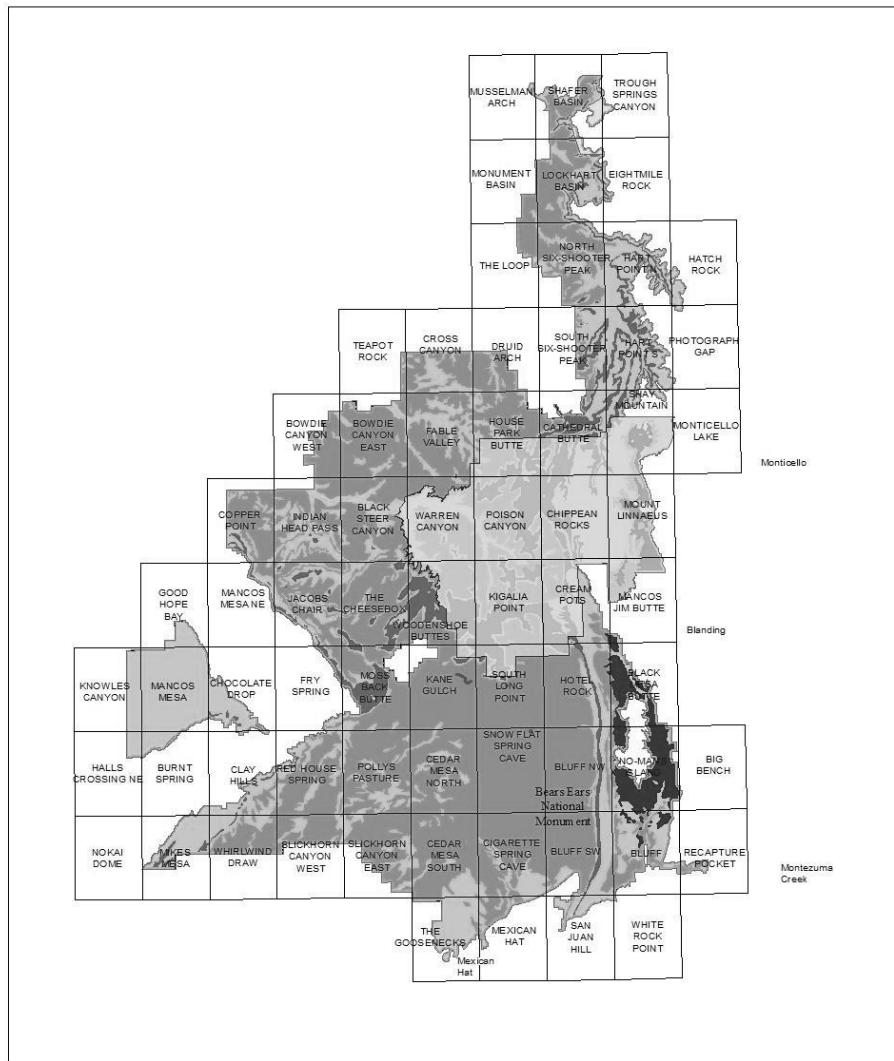 MUSSELMAN
ARCH
SHAFER
BASIN
TROUGH
SPRINGS
CANYON
MONUMENT
BASIN
LOCKHART
BASIN
EIGHTMILE
ROCK
THE LOOP
NORTH
SIX-SHOOTER
PEAK
HART
POINT N
HATCH
ROCK
TEAPOT
ROCK
CROSS
CANYON
DRUID
ARCH
SOUTH
SIX-SHOOTER
PEAK
HART
POINT S
PHOTOGRAPH
GAP
BOWDIE
CANYON
WEST
BOWDIE
CANYON
EAST
FABLE
VALLEY
HOUSE
PARK
BUTTE
CATHEDRAL
BUTTE
SHAY
MOUNTAIN
MONTICELLO
LAKE
Monticello
COPPER
POINT
INDIAN
HEAD PASS
BLACK
STEER
CANYON
WARREN
CANYON
POISON
CANYON
CHIPPEAN
ROCKS
MOUNT
LINNAEUS
GOOD
HOPE
BAY
MANCOS
MESA NE
JACOBS
CHAIR
THE
CHEESEBOX
WOODENSHOE
BUTTES
KIGALIA
POINT
CREAM
POTS
MANCOS
JIM BUTTE
Blanding
KNOWLES
CANYON
MANCOS
MESA
CHOCOLATE
DROP
FRY
SPRING
MOSS
BACK
BUTTE
KANE
GULCH
SOUTH
LONG
POINT
HOTEL
ROCK
BLACK
MESA
BUTTE
HALLS
CROSSING NE
BURNT
SPRING
CLAY
HILLS
RED HOUSE
SPRING
POLLYS
PASTURE
CEDAR
MESA
NORTH
SNOW FLAT
SPRING
CAVE
BLUFF NW
NO-MANS
ISLAND
BIG
BENCH
Bears Ears
National
Monument
NOKAI
DOME
MIKES
MESA
WHIRLWIND
DRAW
SLICKHORN
CANYON
WEST
SLICKHORN
CANYON
EAST
CEDAR
MESA
SOUTH
CIGARETTE
SPRING
CAVE
BLUFF SW
BLUFF
RECAPTURE
POCKET
Montezuma
Creek
THE
GOOSENECKS
MEXICAN
HAT
SAN
JUAN
HILL
WHITE
ROCK
POINT
Mexican
Hat